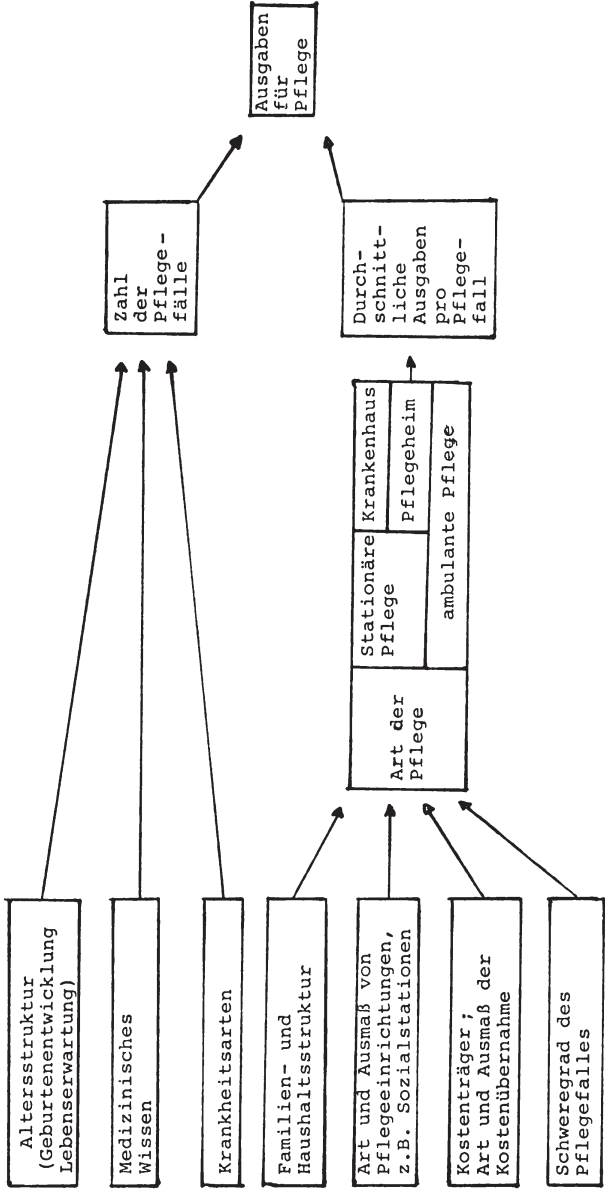 Altersstruktur
(Geburtenentwicklung
Lebenserwartung)
Medizinisches
Wissen
Krankheitsarten
Familien- und
Haushaltsstruktur
Art und Ausmaß von
Pflegeeinrichtungen,
z.B. Sozialstationen
Kostenträger;
Art und Ausmaß der
Kostenübernahme
Schweregrad des
Pflegefalles
Art der
Pflege
Stationäre
Pflege
Krankenhaus
Pflegeheim
ambulante Pflege
Zahl
der
Pflege-
fälle
Durch-
schnitt-
liche
Ausgaben
pro
Pflege-
fall
Ausgaben
für
Pflege